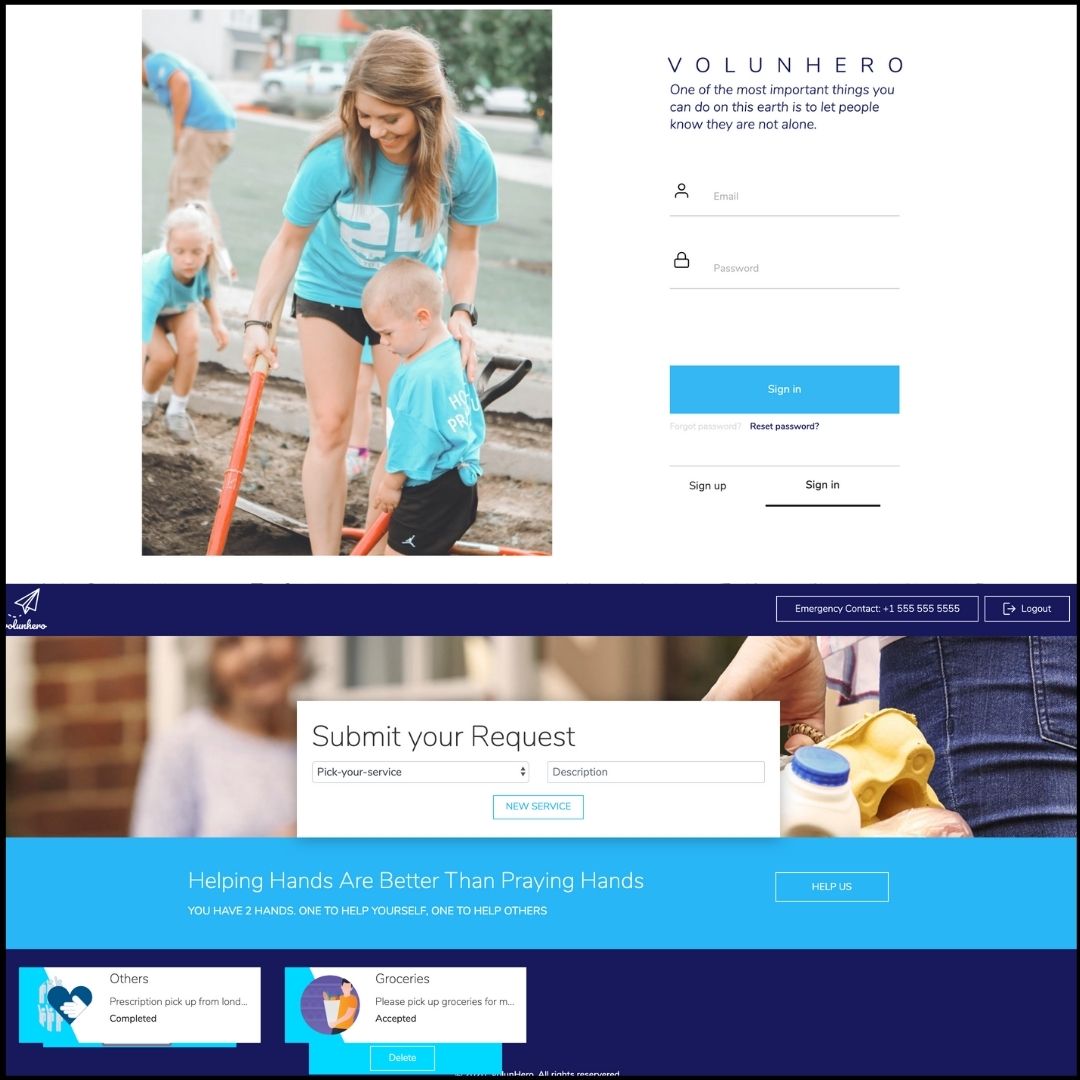 VOLUNHERO
One of the most important things you
can do on this earth is to let people
know they are not alone.
Email
Password
Sign in
Forgot password? Reset password?
Sign up Sign in
24
volunhero
Emergency Contact: +1 555 555 5555
Logout
Submit your Request
Pick-your-service
Description
NEW SERVICE
Helping Hands Are Better Than Praying Hands
YOU HAVE 2 HANDS. ONE TO HELP YOURSELF, ONE TO HELP OTHERS
HELP US
Others
Prescription pick up from lond...
Completed
Groceries
Please pick up groceries for m...
Accepted
Delete
VolunHero. All rights reservered